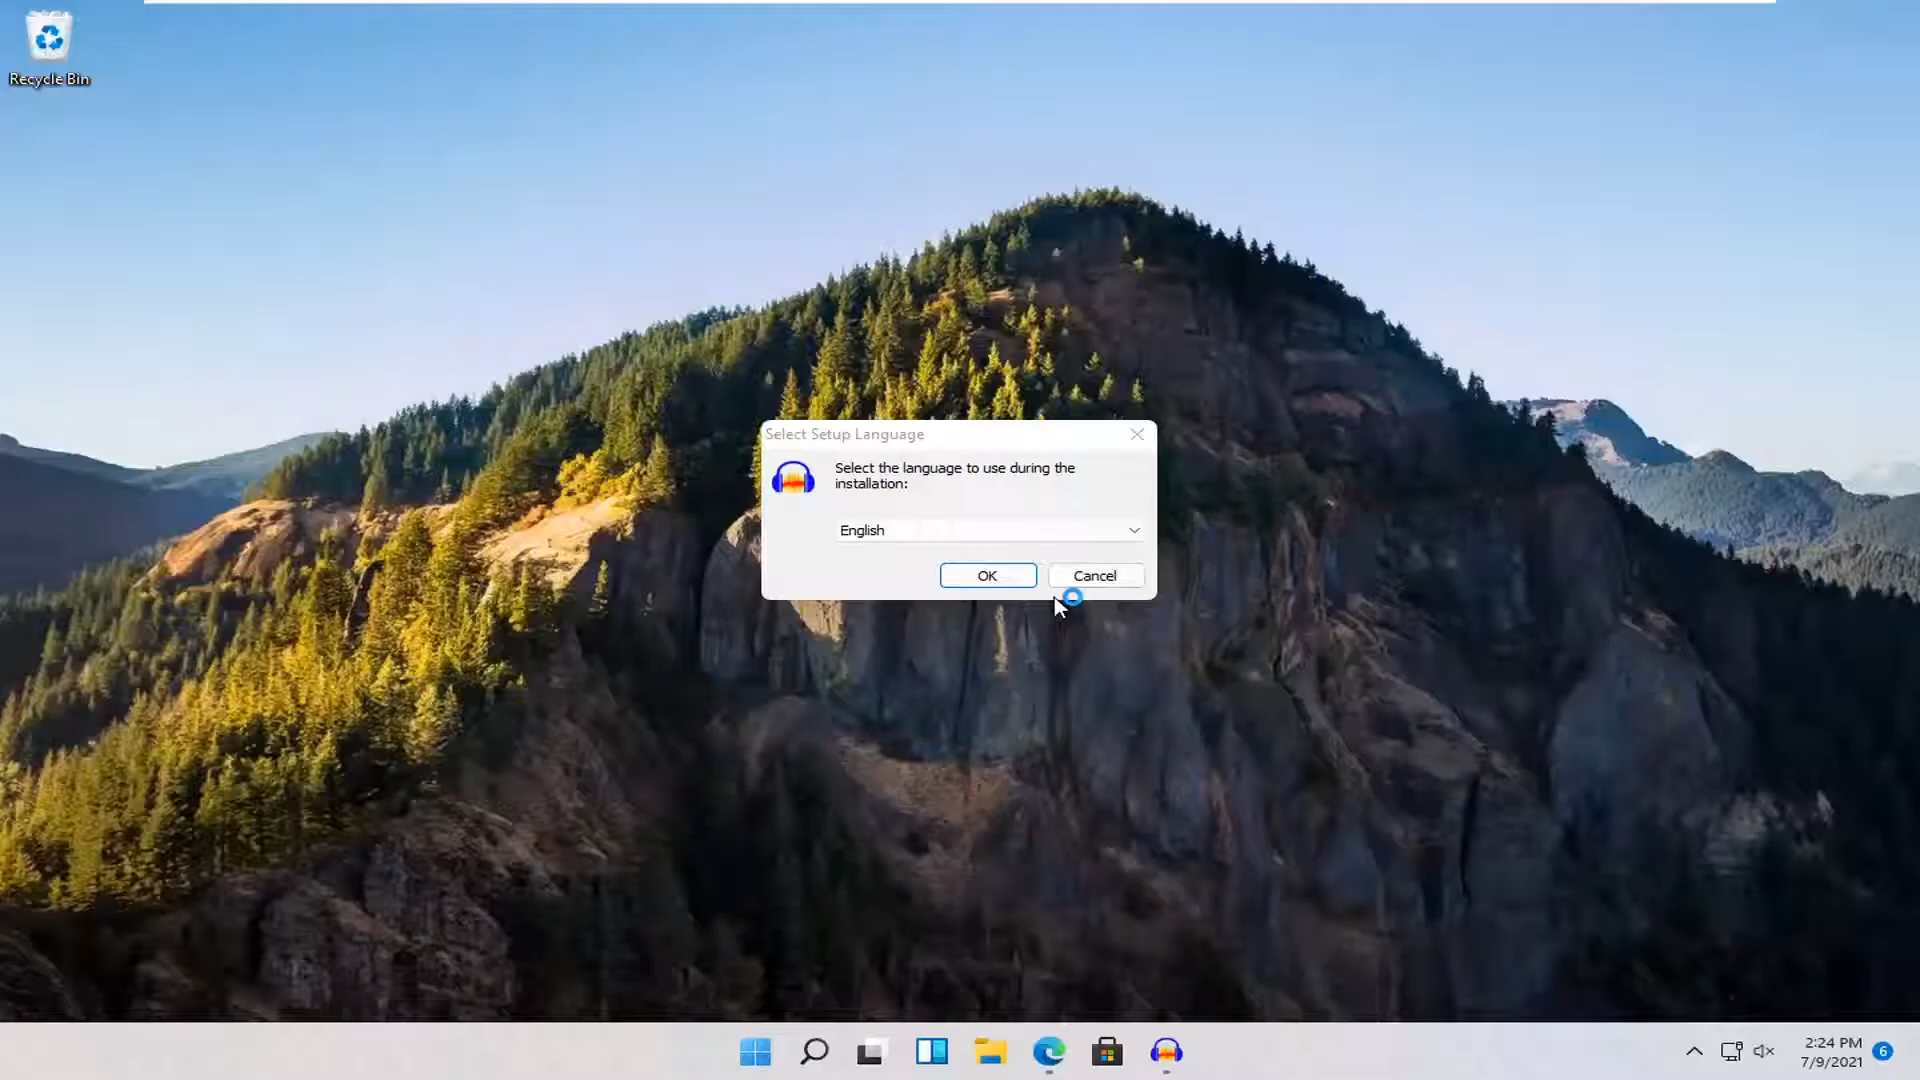 Recycle Bin
Select Setup Language
Select the language to use during the
installation:
English
OK
Cancel
2:24 PM
7/9/2021
6